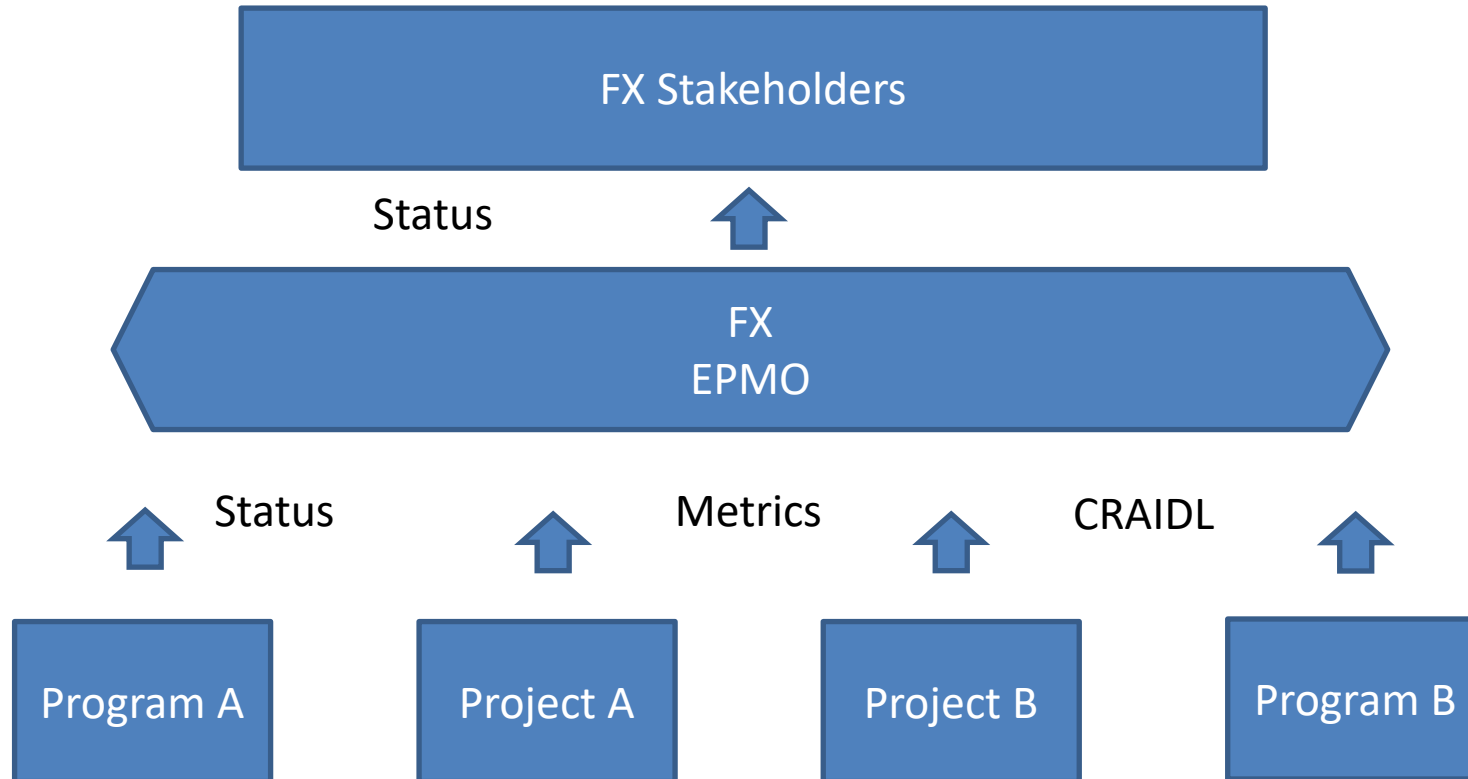 FX Stakeholders
Status
FX
EPMO
Status
Metrics
CRAIDL
Program A
Project A
Project B
Program B